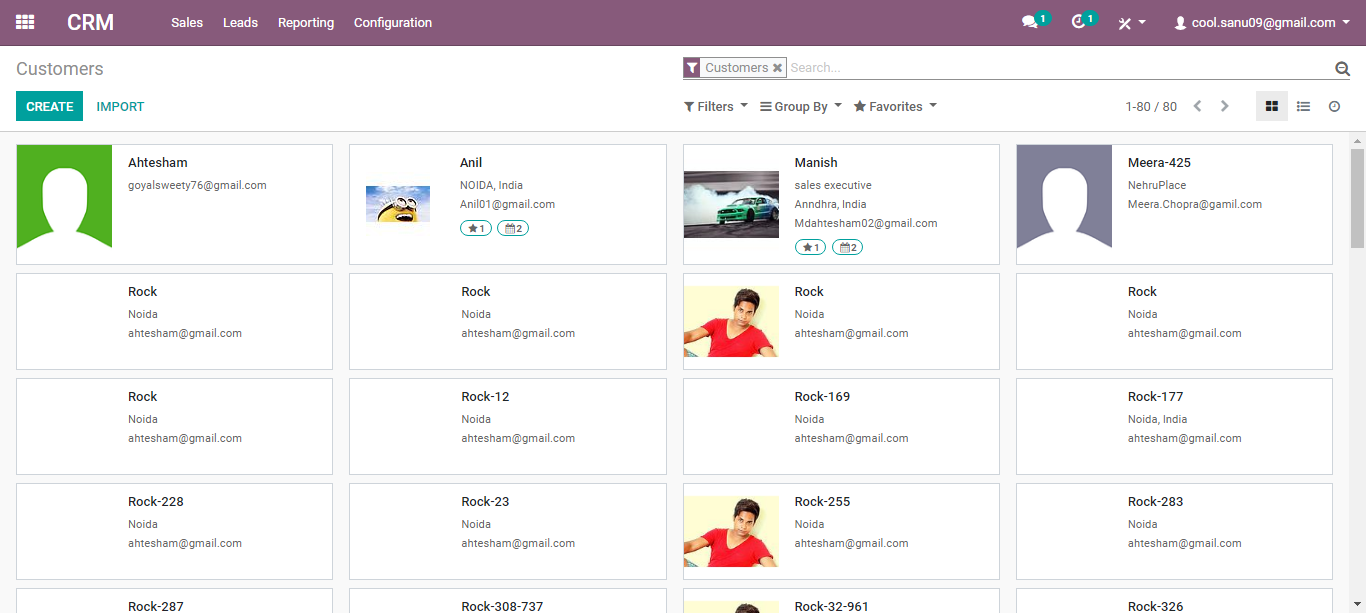 CRM Sales Leads Reporting Configuration 1 1 cool.sanu09@gmail.com
Customers Customers Search...
CREATE IMPORT Filters Group By Favorites 1-80 / 80
Ahtesham
goyalsweety76@gmail.com
Anil
NOIDA, India
Anil01@gmail.com
1 2
Manish
sales executive
Anndhra, India
Mdahtesham02@gmail.com
1 2
Meera-425
NehruPlace
Meera.Chopra@gamil.com
Rock
Noida
ahtesham@gmail.com
Rock
Noida
ahtesham@gmail.com
Rock
Noida
ahtesham@gmail.com
Rock
Noida
ahtesham@gmail.com
Rock
Noida
ahtesham@gmail.com
Rock-12
Noida
ahtesham@gmail.com
Rock-169
Noida
ahtesham@gmail.com
Rock-177
Noida, India
ahtesham@gmail.com
Rock-228
Noida
ahtesham@gmail.com
Rock-23
Noida
ahtesham@gmail.com
Rock-255
Noida
ahtesham@gmail.com
Rock-283
Noida
ahtesham@gmail.com
Rock-287
Rock-308-737
Rock-32-961
Rock-326